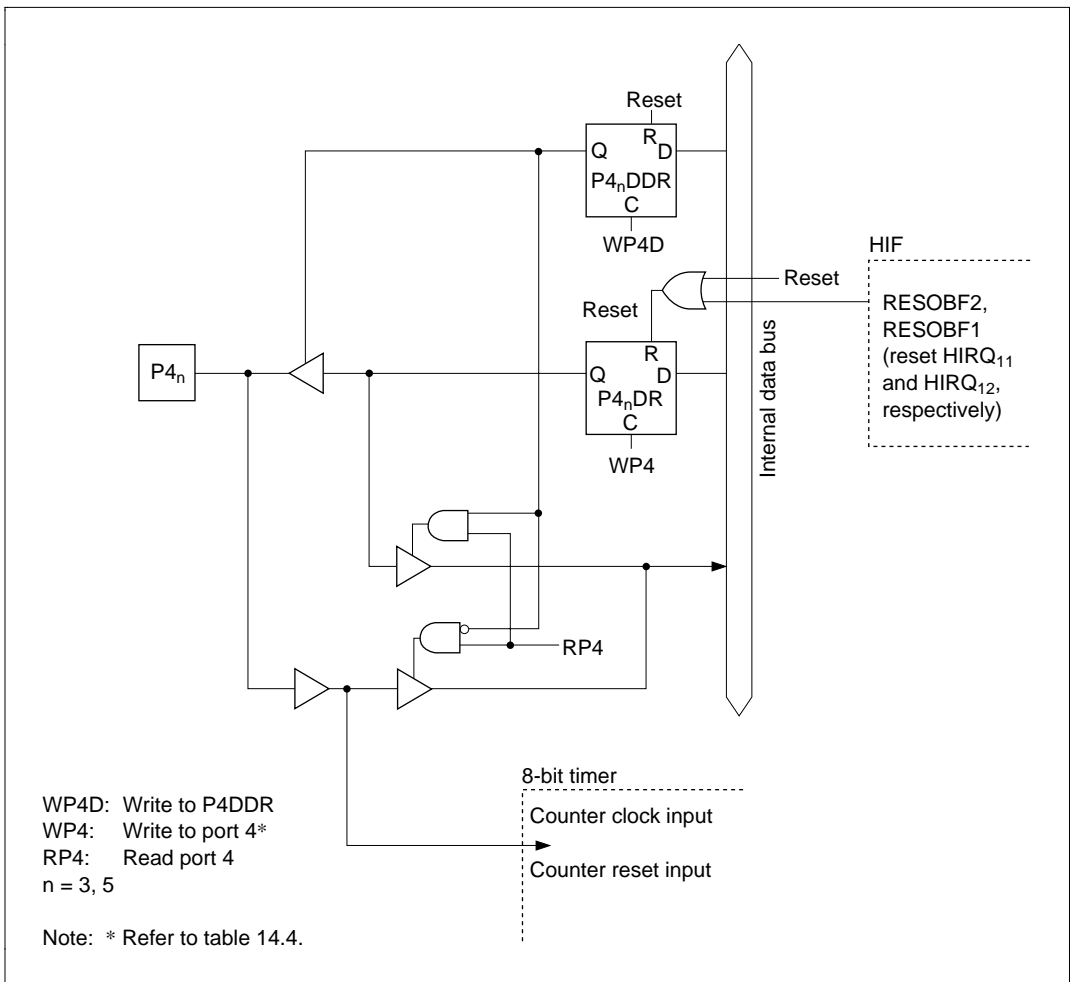 Reset
R
Q
D
P4nDDR
C
WP4D
HIF
Reset
Reset
RESOBF2,
RESOBF1
(reset HIRQ11
and HIRQ12,
respectively)
R
Q
D
P4n
P4nDR
C
WP4
Internal data bus
RP4
8-bit timer
Counter clock input
Counter reset input
WP4D: Write to P4DDR
WP4: Write to port 4*
RP4: Read port 4
n = 3, 5
Note: * Refer to table 14.4.